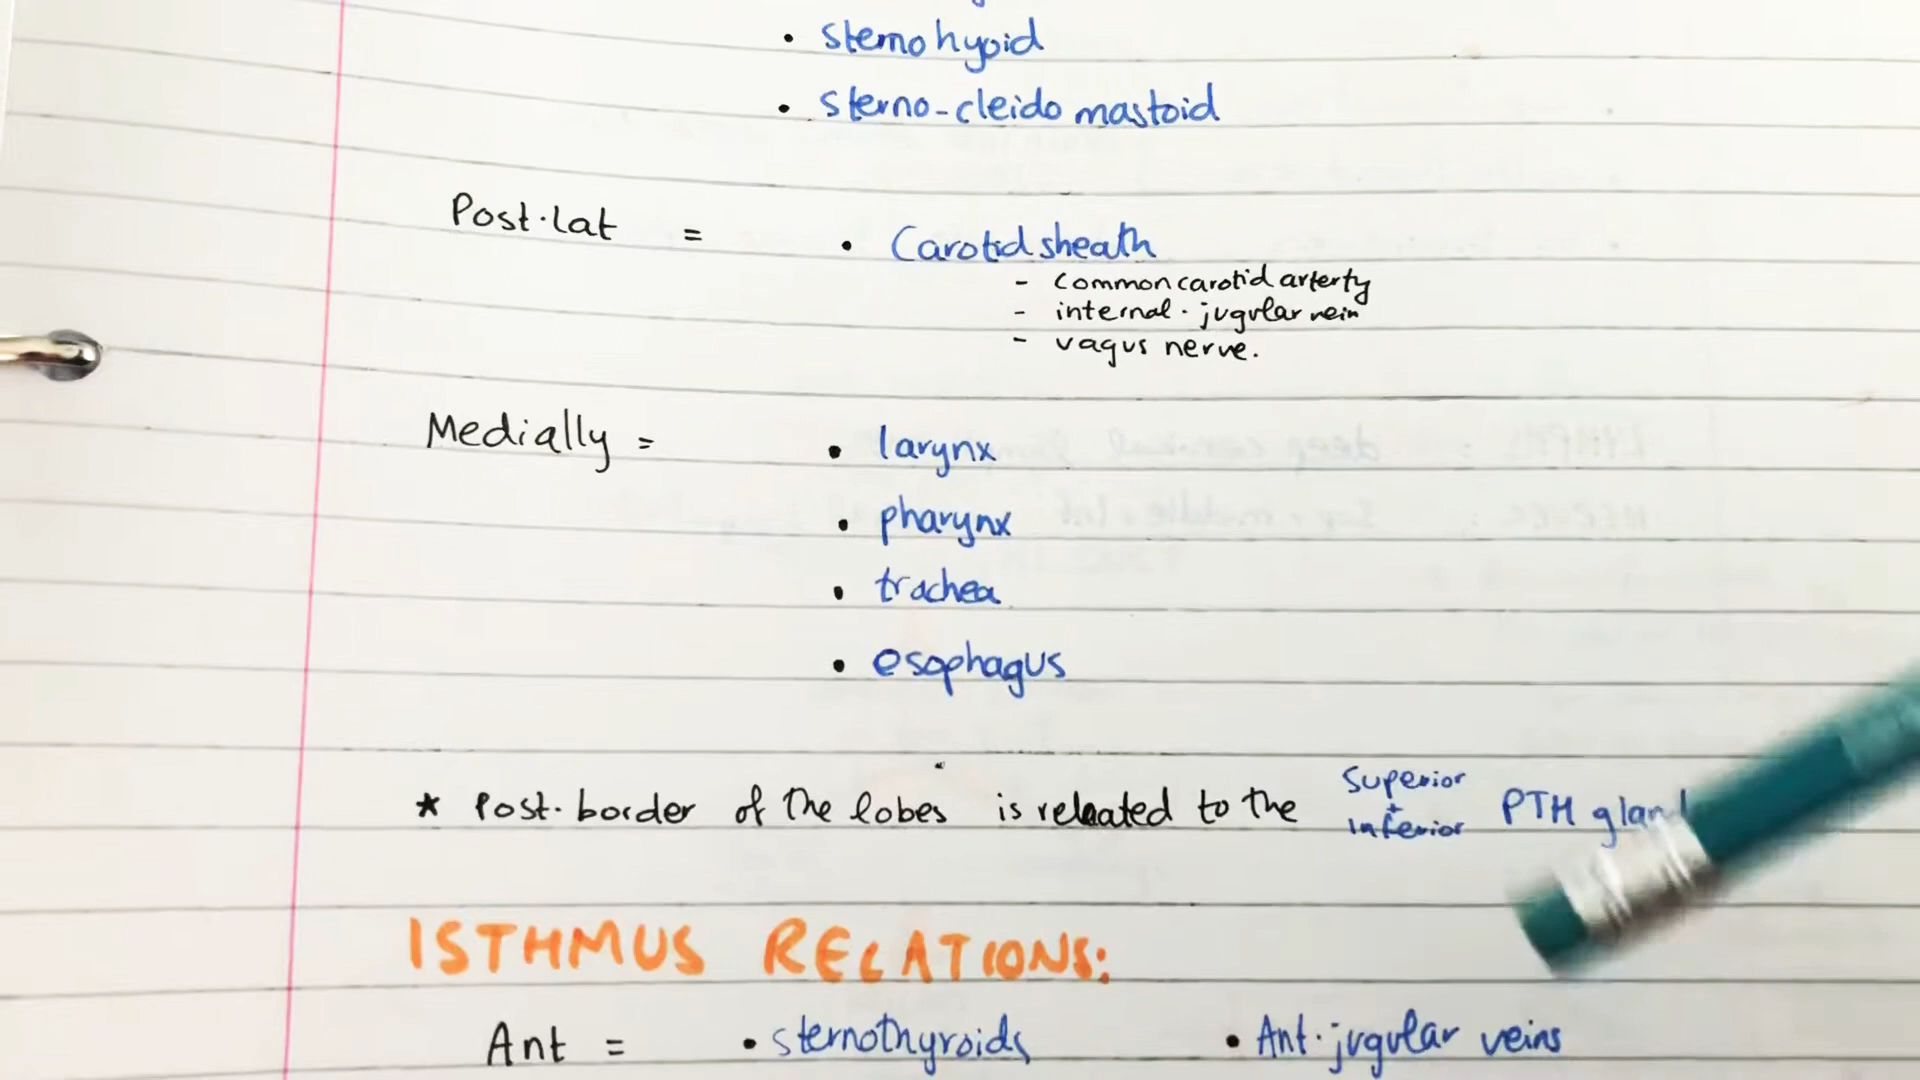 • sternohyoid
• sterno-cleido mastoid
Post.lat = • Carotid sheath
- common carotid arterty
- internal. jugular vein
- vagus nerve.
Medially = • larynx
• pharynx
• trachea
• esophagus
* Post. border of the lobes is releated to the Superior + Inferior PTH gland
ISTHMUS RELATIONS:
Ant = • sternothyroids • Ant. jugular veins